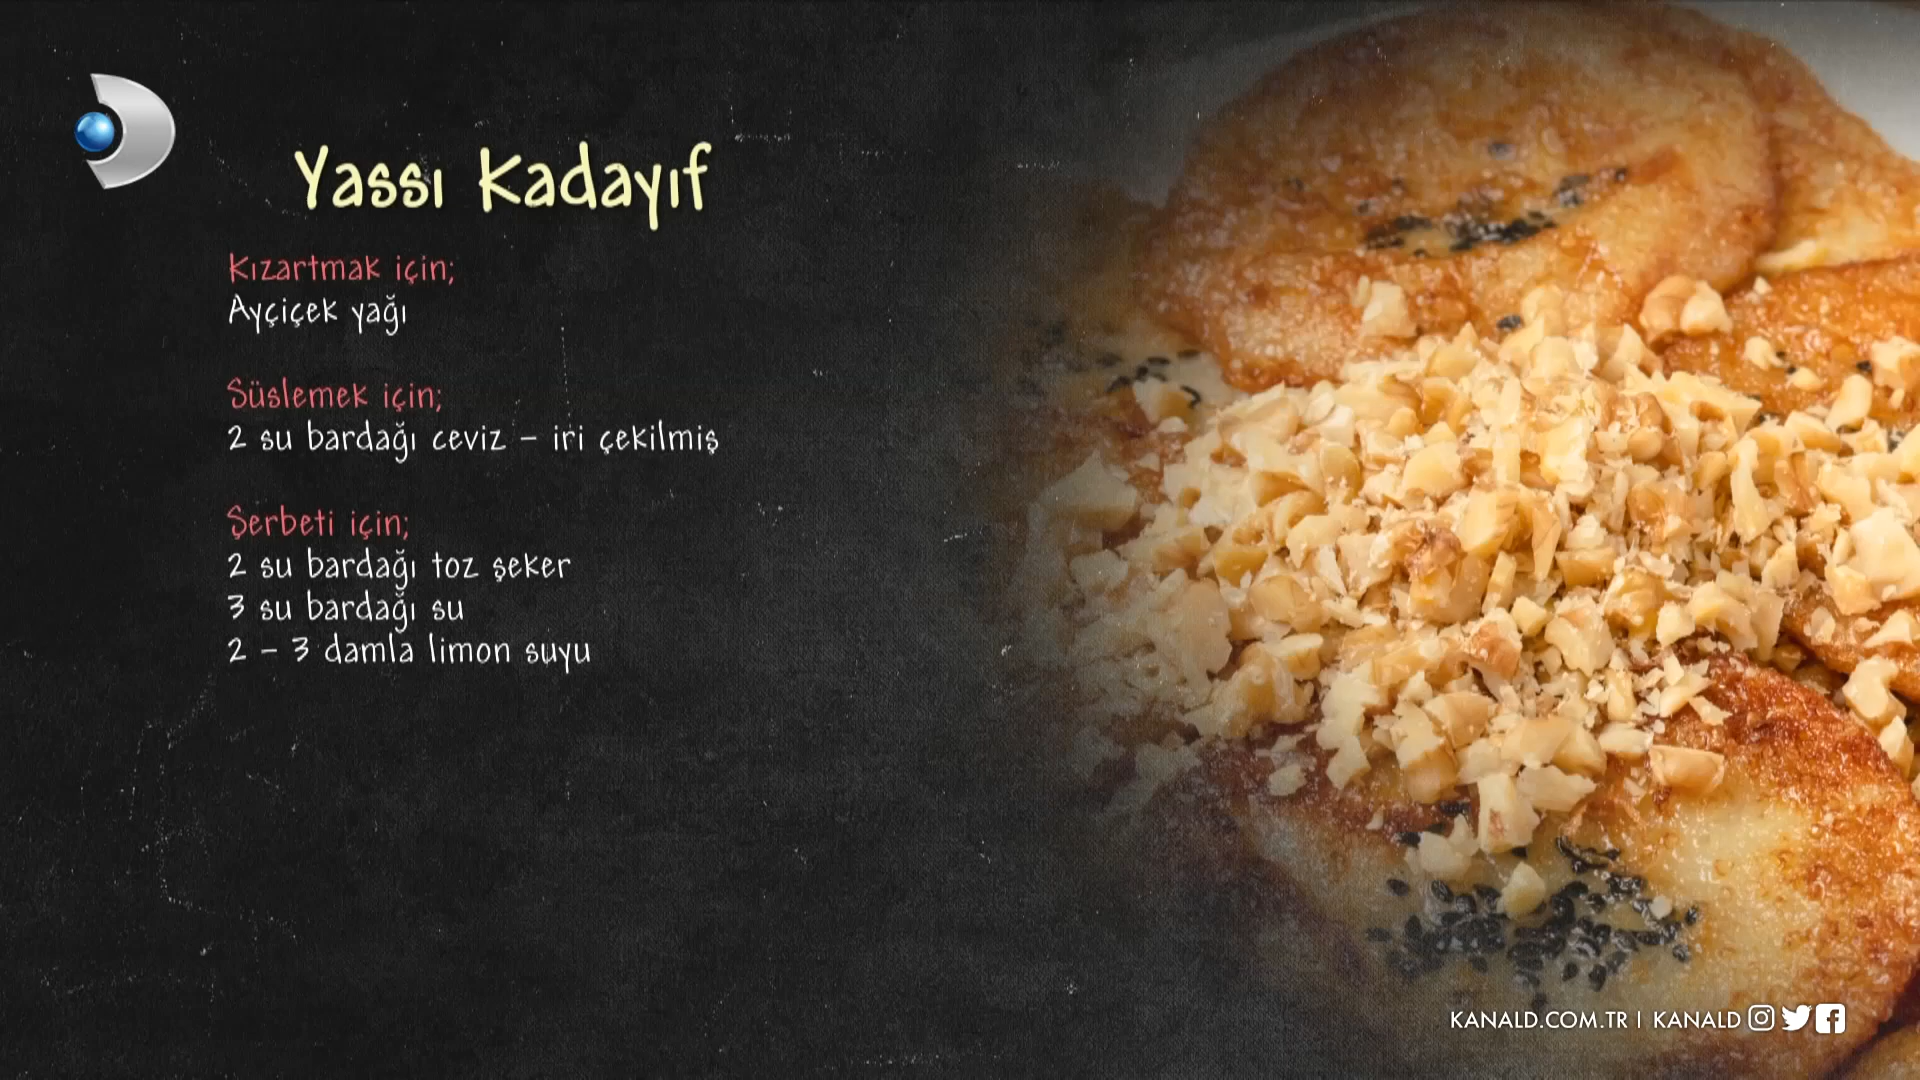 Yassı Kadayıf
Kızartmak için;
Ayçiçek yağı
Süslemek için;
2 su bardağı ceviz – iri çekilmiş
Şerbeti için;
2 su bardağı toz şeker
3 su bardağı su
2 – 3 damla limon suyu
KANALD.COM.TR | KANALD